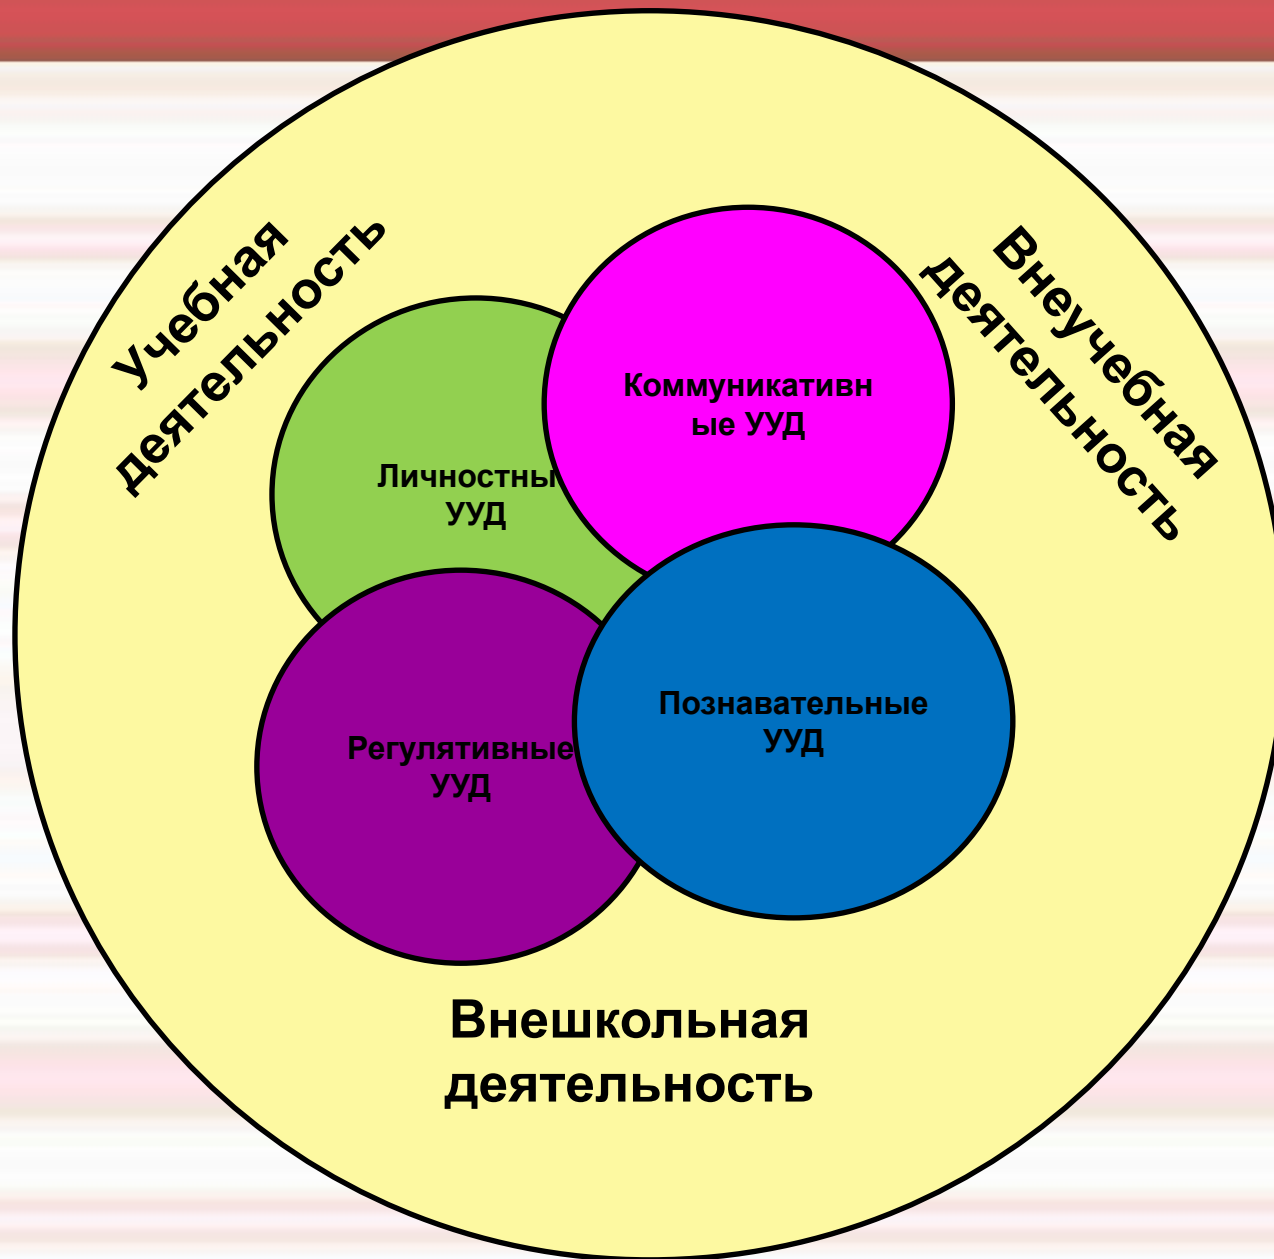 Учебная
деятельность
Внеучебная
деятельность
Коммуникативн
ые УУД
Личностны
УУД
Познавательные
УУД
Регулятивные
УУД
Внешкольная
деятельность